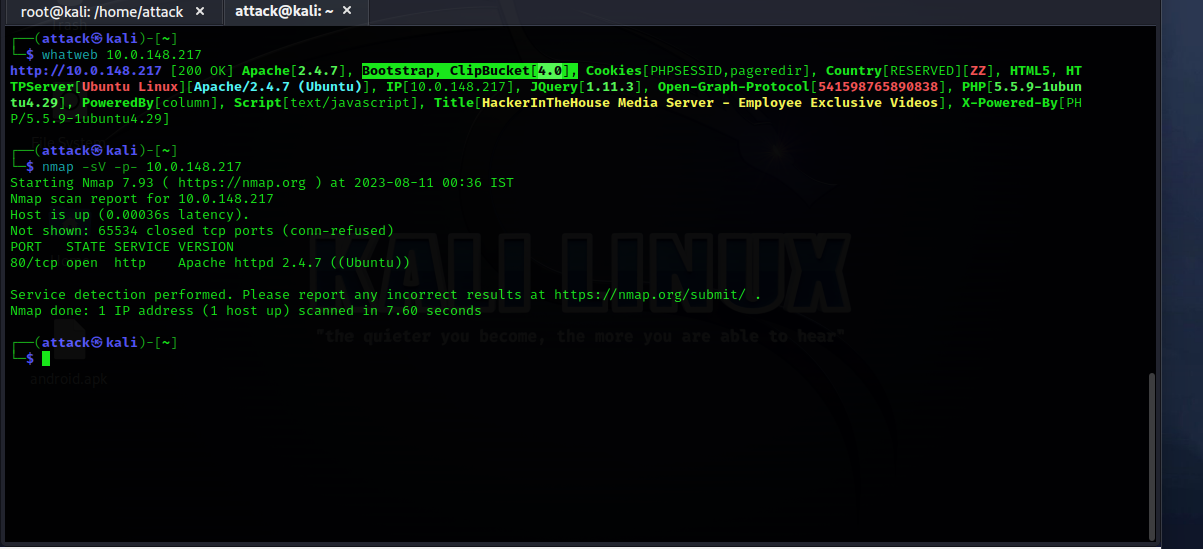 root@kali: /home/attack × attack@kali: ~ ×
┌──(attack㉿kali)-[~]
└─$ whatweb 10.0.148.217
http://10.0.148.217 [200 OK] Apache[2.4.7], Bootstrap, ClipBucket[4.0], Cookies[PHPSESSID,pageredir], Country[RESERVED][ZZ], HTML5, HT
TPServer[Ubuntu Linux][Apache/2.4.7 (Ubuntu)], IP[10.0.148.217], JQuery[1.11.3], Open-Graph-Protocol[541598765890838], PHP[5.5.9-1ubun
tu4.29], PoweredBy[column], Script[text/javascript], Title[HackerInTheHouse Media Server - Employee Exclusive Videos], X-Powered-By[PH
P/5.5.9-1ubuntu4.29]
┌──(attack㉿kali)-[~]
└─$ nmap -sV -p- 10.0.148.217
Starting Nmap 7.93 ( https://nmap.org ) at 2023-08-11 00:36 IST
Nmap scan report for 10.0.148.217
Host is up (0.00036s latency).
Not shown: 65534 closed tcp ports (conn-refused)
PORT   STATE SERVICE VERSION
80/tcp open  http    Apache httpd 2.4.7 ((Ubuntu))
KALI LINUX
Service detection performed. Please report any incorrect results at https://nmap.org/submit/ .
Nmap done: 1 IP address (1 host up) scanned in 7.60 seconds
"the quieter you become, the more you are able to hear"
┌──(attack㉿kali)-[~]
└─$
android.apk